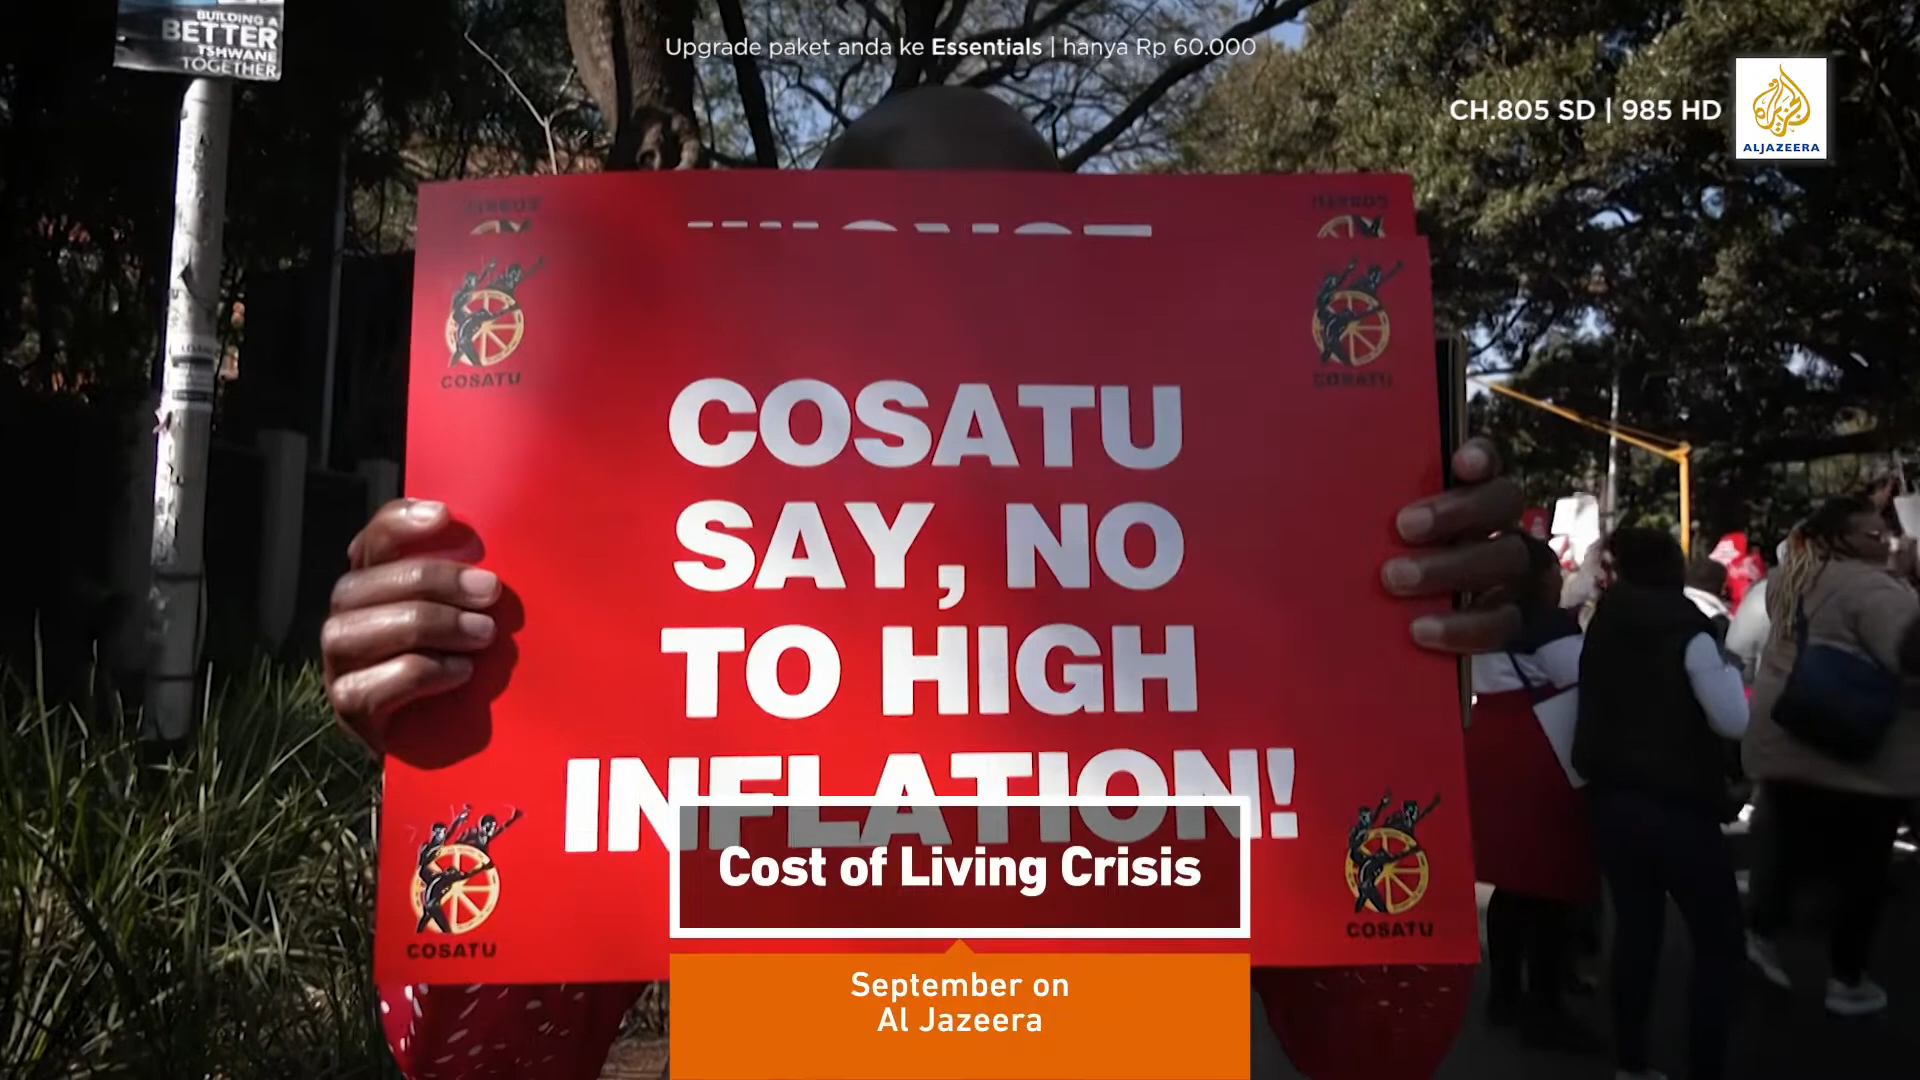 BUILDING A
BETTER
TSHWANE
TOGETHER
Upgrade paket anda ke Essentials | hanya Rp 60.000
CH.805 SD | 985 HD
ALJAZEERA
COSATU
COSATU
COSATU
SAY, NO
TO HIGH
INFLATION!
COSATU
COSATU
Cost of Living Crisis
September on
Al Jazeera